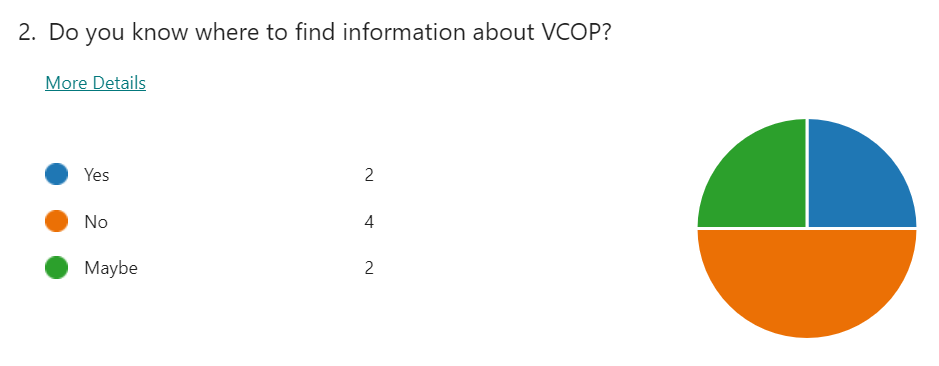 2. Do you know where to find information about VCOP?
More Details
Yes 2
No 4
Maybe 2